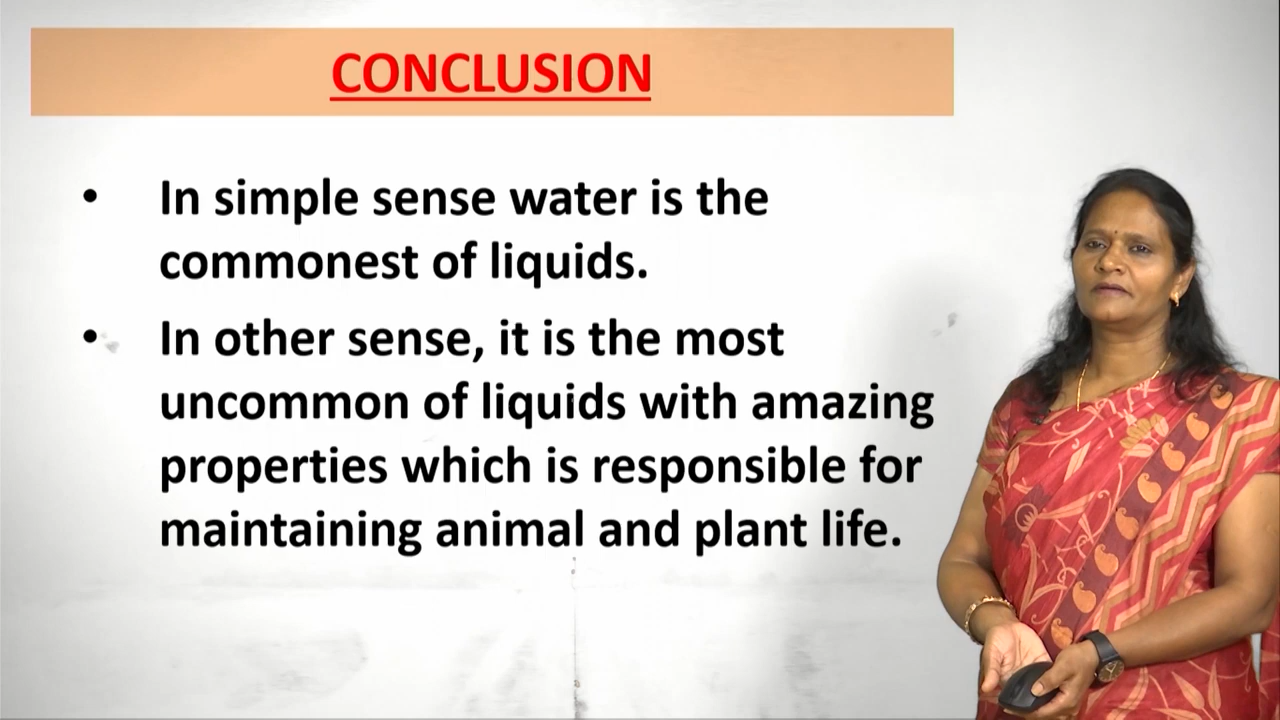 CONCLUSION
• In simple sense water is the
commonest of liquids.
• In other sense, it is the most
uncommon of liquids with amazing
properties which is responsible for
maintaining animal and plant life.